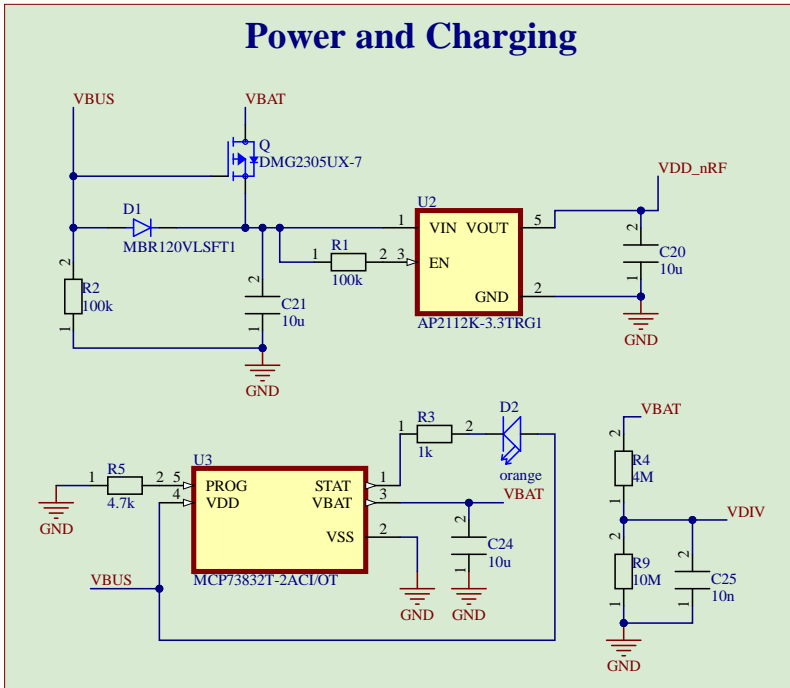 Power and Charging
VBUS
VBAT
Q
DMG2305UX-7
VDD_nRF
D1
MBR120VLSFT1
U2
1 VIN VOUT 5
2
R1
1 2 3 EN
100k
C20
10u
1
2
R2
100k
1
2
C21
10u
1
GND 2
AP2112K-3.3TRG1
GND
GND
R3
1 2
1k
D2
orange
VBAT
2
R4
4M
1
U3
R5
1 2 5 PROG STAT 1
4.7k
4 VDD VBAT 3
VBAT
GND
VSS 2
2
C24
10u
1
VDIV
2
R9
10M
1
2
C25
10n
1
VBUS
MCP73832T-2ACI/OT
GND
GND
GND